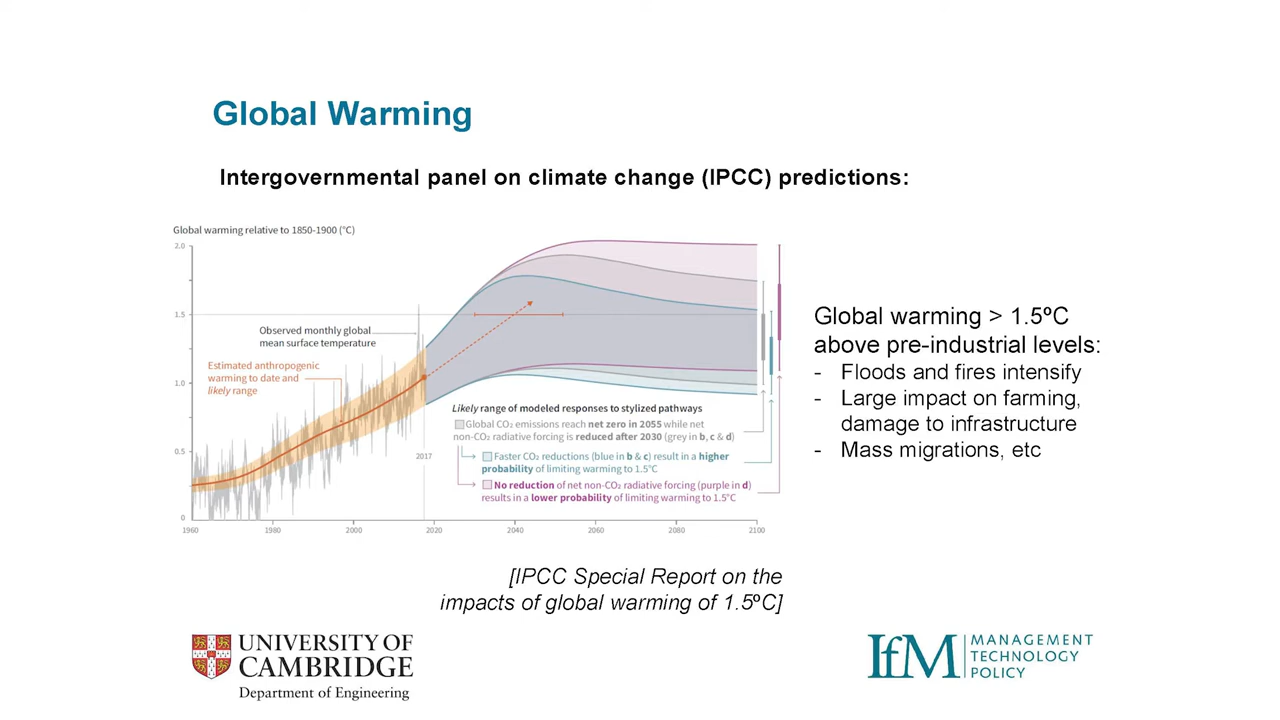 Global Warming
Intergovernmental panel on climate change (IPCC) predictions:
Global warming relative to 1850-1900 (°C)
2.0
1.5
1.0
0.5
0
Observed monthly global
mean surface temperature
Estimated anthropogenic
warming to date and
likely range
2017
Likely range of modeled responses to stylized pathways
Global CO₂ emissions reach net zero in 2055 while net
non-CO₂ radiative forcing is reduced after 2030 (grey in b, c & d)
Faster CO₂ reductions (blue in b & c) result in a higher
probability of limiting warming to 1.5°C
No reduction of net non-CO₂ radiative forcing (purple in d)
results in a lower probability of limiting warming to 1.5°C
1960 1980 2000 2020 2040 2060 2080 2100
Global warming > 1.5ºC
above pre-industrial levels:
- Floods and fires intensify
- Large impact on farming,
damage to infrastructure
- Mass migrations, etc
[IPCC Special Report on the
impacts of global warming of 1.5ºC]
UNIVERSITY OF
CAMBRIDGE
Department of Engineering
IfM
MANAGEMENT
TECHNOLOGY
POLICY